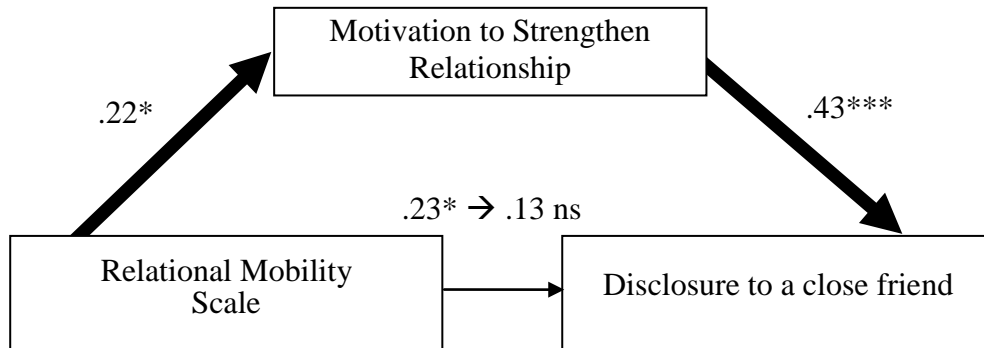 Motivation to Strengthen
Relationship
.22*
.43***
.23* → .13 ns
Relational Mobility
Scale
Disclosure to a close friend